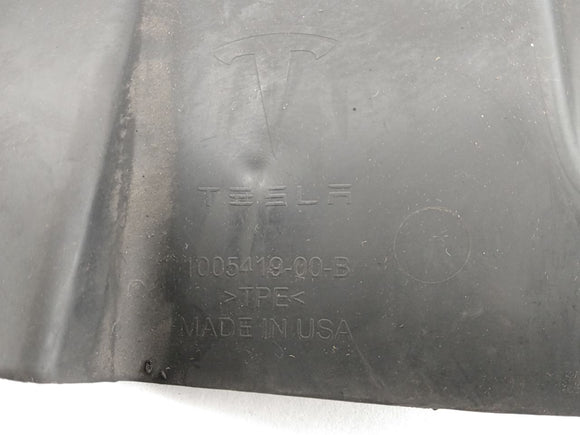 TESLA
1005419-00-B
>TPE<
MADE IN USA